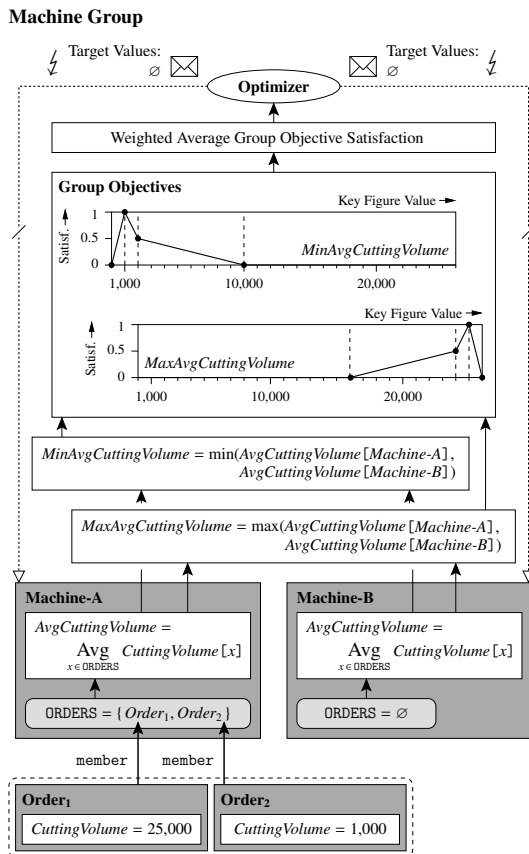 Machine Group
Target Values:
∅
Target Values:
∅
Optimizer
Weighted Average Group Objective Satisfaction
Group Objectives
Key Figure Value
Satisf.
1
0.5
0
MinAvgCuttingVolume
1,000
10,000
20,000
Key Figure Value
Satisf.
1
0.5
0
MaxAvgCuttingVolume
1,000
10,000
20,000
MinAvgCuttingVolume = min(AvgCuttingVolume[Machine-A],
AvgCuttingVolume[Machine-B])
MaxAvgCuttingVolume = max(AvgCuttingVolume[Machine-A],
AvgCuttingVolume[Machine-B])
Machine-A
AvgCuttingVolume =
Avg CuttingVolume[x]
x∈ORDERS
ORDERS = {Order₁, Order₂}
Machine-B
AvgCuttingVolume =
Avg CuttingVolume[x]
x∈ORDERS
ORDERS = ∅
member
member
Order₁
CuttingVolume = 25,000
Order₂
CuttingVolume = 1,000